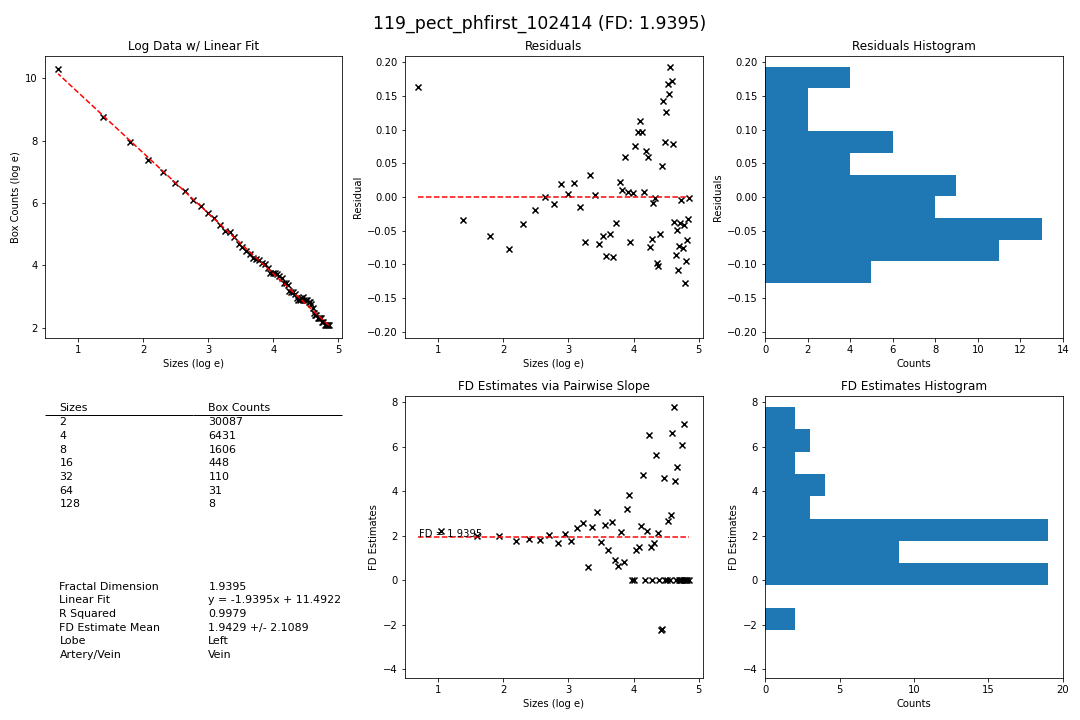 119_pect_phfirst_102414 (FD: 1.9395)
Log Data w/ Linear Fit
Box Counts (log e)
10
8
6
4
2
1 2 3 4 5
Sizes (log e)
Residuals
Residual
0.20
0.15
0.10
0.05
0.00
−0.05
−0.10
−0.15
−0.20
1 2 3 4 5
Sizes (log e)
Residuals Histogram
Residuals
0.20
0.15
0.10
0.05
0.00
−0.05
−0.10
−0.15
−0.20
0 2 4 6 8 10 12 14
Counts
Sizes Box Counts
2 30087
4 6431
8 1606
16 448
32 110
64 31
128 8
Fractal Dimension 1.9395
Linear Fit y = -1.9395x + 11.4922
R Squared 0.9979
FD Estimate Mean 1.9429 +/- 2.1089
Lobe Left
Artery/Vein Vein
FD Estimates via Pairwise Slope
FD Estimates
8
6
4
2
0
−2
−4
FD = 1.9395
1 2 3 4 5
Sizes (log e)
FD Estimates Histogram
FD Estimates
8
6
4
2
0
−2
−4
0 5 10 15 20
Counts